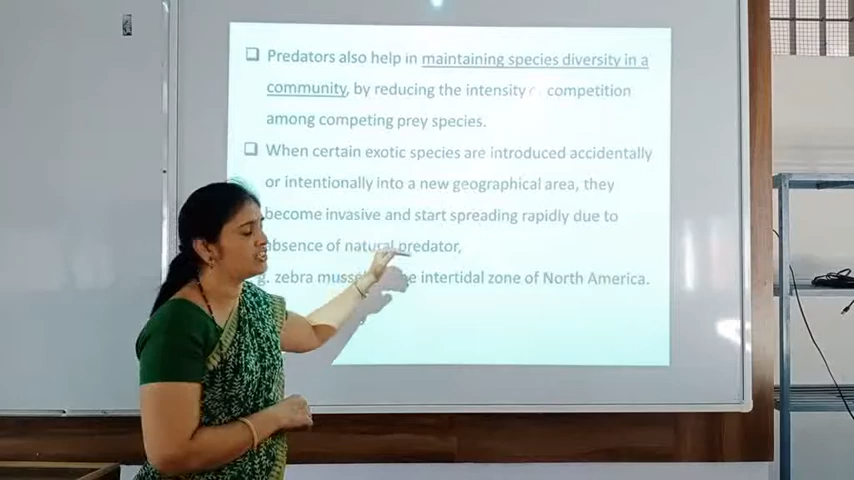 Predators also help in maintaining species diversity in a
community, by reducing the intensity competition
among competing prey species.
When certain exotic species are introduced accidentally
or intentionally into a new geographical area, they
become invasive and start spreading rapidly due to
absence of natural predator,
g. zebra intertidal zone of North America.